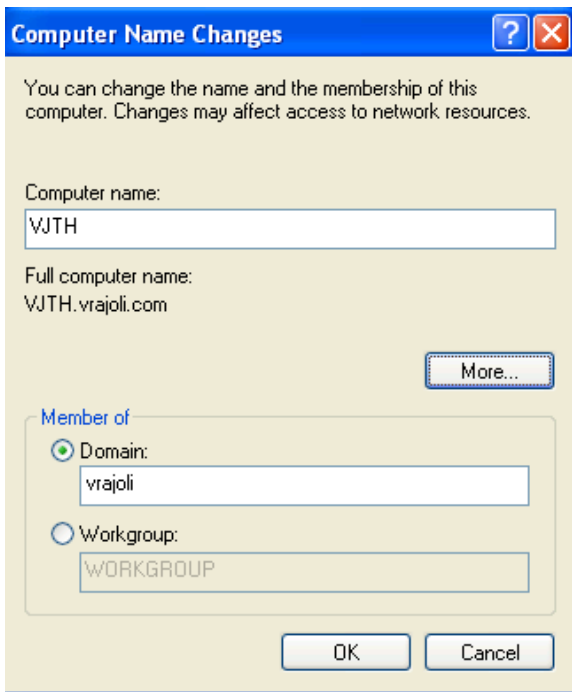 Computer Name Changes
You can change the name and the membership of this
computer. Changes may affect access to network resources.
Computer name:
VJTH
Full computer name:
VJTH.vrajoli.com
More...
Member of
Domain:
vrajoli
Workgroup:
WORKGROUP
OK Cancel